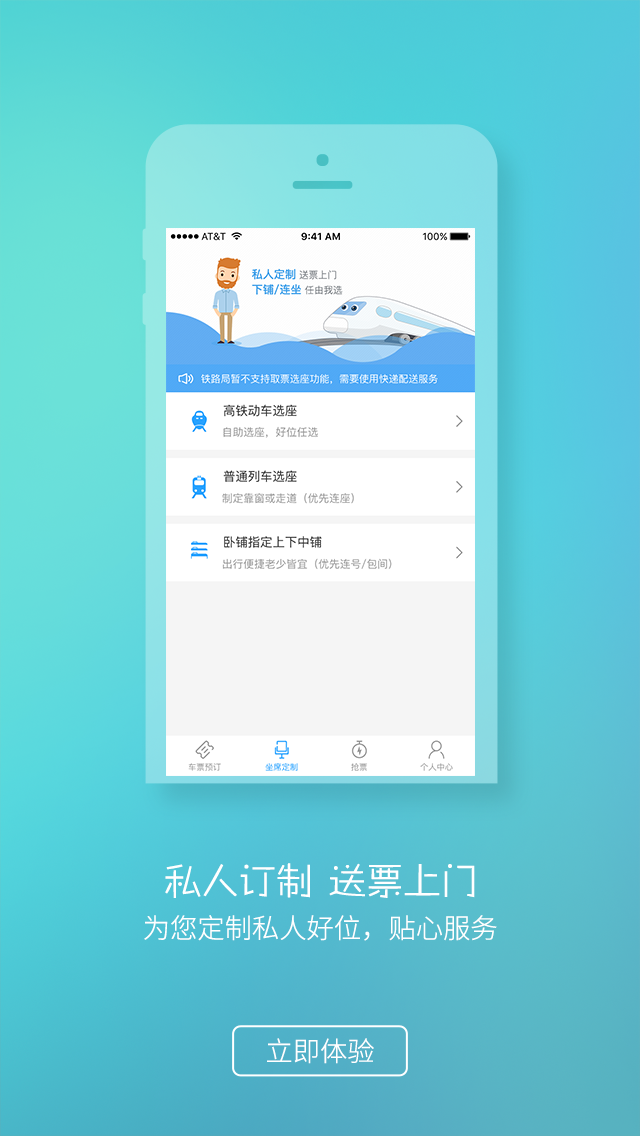 AT&T 9:41 AM 100%
私人定制 送票上门
下铺/连坐 任由我选
铁路局暂不支持取票选座功能，需要使用快递配送服务
高铁动车选座
自助选座，好位任选
普通列车选座
制定靠窗或走道（优先连座）
卧铺指定上下中铺
出行便捷老少皆宜（优先连号/包间）
车票预订 坐席定制 抢票 个人中心
私人订制 送票上门
为您定制私人好位，贴心服务
立即体验